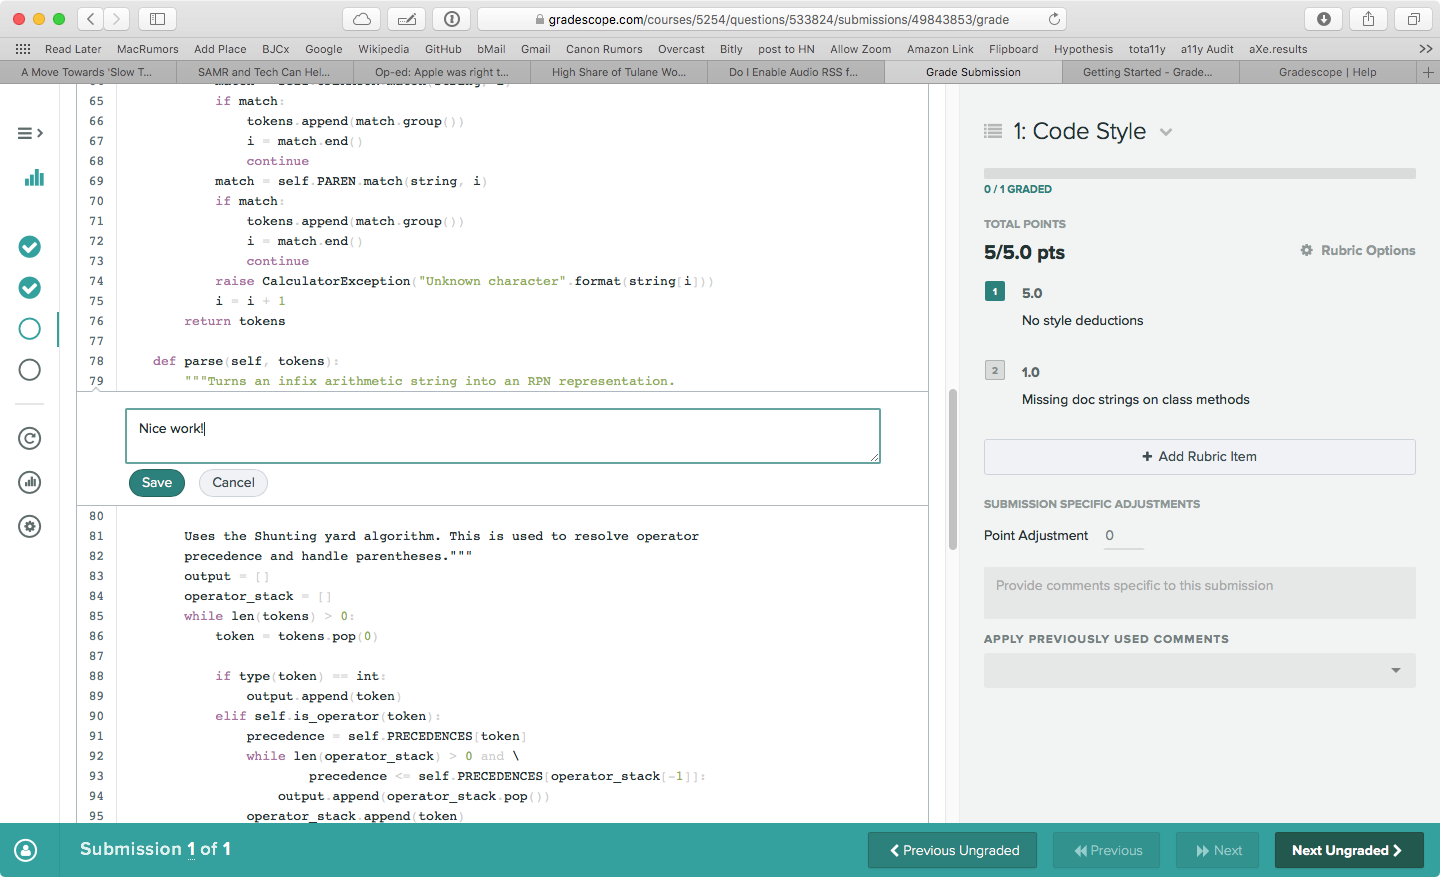 gradescope.com/courses/5254/questions/533824/submissions/49843853/grade
Read Later MacRumors Add Place BJCx Google Wikipedia GitHub bMail Gmail Canon Rumors Overcast Bitly post to HN Allow Zoom Amazon Link Flipboard Hypothesis tota11y a11y Audit aXe.results
A Move Towards 'Slow T... SAMR and Tech Can Hel... Op-ed: Apple was right t... High Share of Tulane Wo... Do I Enable Audio RSS f... Grade Submission Getting Started - Grade... Gradescope | Help
65 if match:
66 tokens.append(match.group())
67 i = match.end()
68 continue
69 match = self.PAREN.match(string, i)
70 if match:
71 tokens.append(match.group())
72 i = match.end()
73 continue
74 raise CalculatorException("Unknown character".format(string[i]))
75 i = i + 1
76 return tokens
77
78 def parse(self, tokens):
79 """Turns an infix arithmetic string into an RPN representation.
Nice work!
Save Cancel
80
81 Uses the Shunting yard algorithm. This is used to resolve operator
82 precedence and handle parentheses."""
83 output = []
84 operator_stack = []
85 while len(tokens) > 0:
86 token = tokens.pop(0)
87
88 if type(token) == int:
89 output.append(token)
90 elif self.is_operator(token):
91 precedence = self.PRECEDENCES[token]
92 while len(operator_stack) > 0 and \
93 precedence <= self.PRECEDENCES[operator_stack[-1]]:
94 output.append(operator_stack.pop())
95 operator_stack.append(token)
1: Code Style
0 / 1 GRADED
TOTAL POINTS
5/5.0 pts Rubric Options
1 5.0
No style deductions
2 1.0
Missing doc strings on class methods
+ Add Rubric Item
SUBMISSION SPECIFIC ADJUSTMENTS
Point Adjustment 0
Provide comments specific to this submission
APPLY PREVIOUSLY USED COMMENTS
Submission 1 of 1 Previous Ungraded Previous Next Next Ungraded